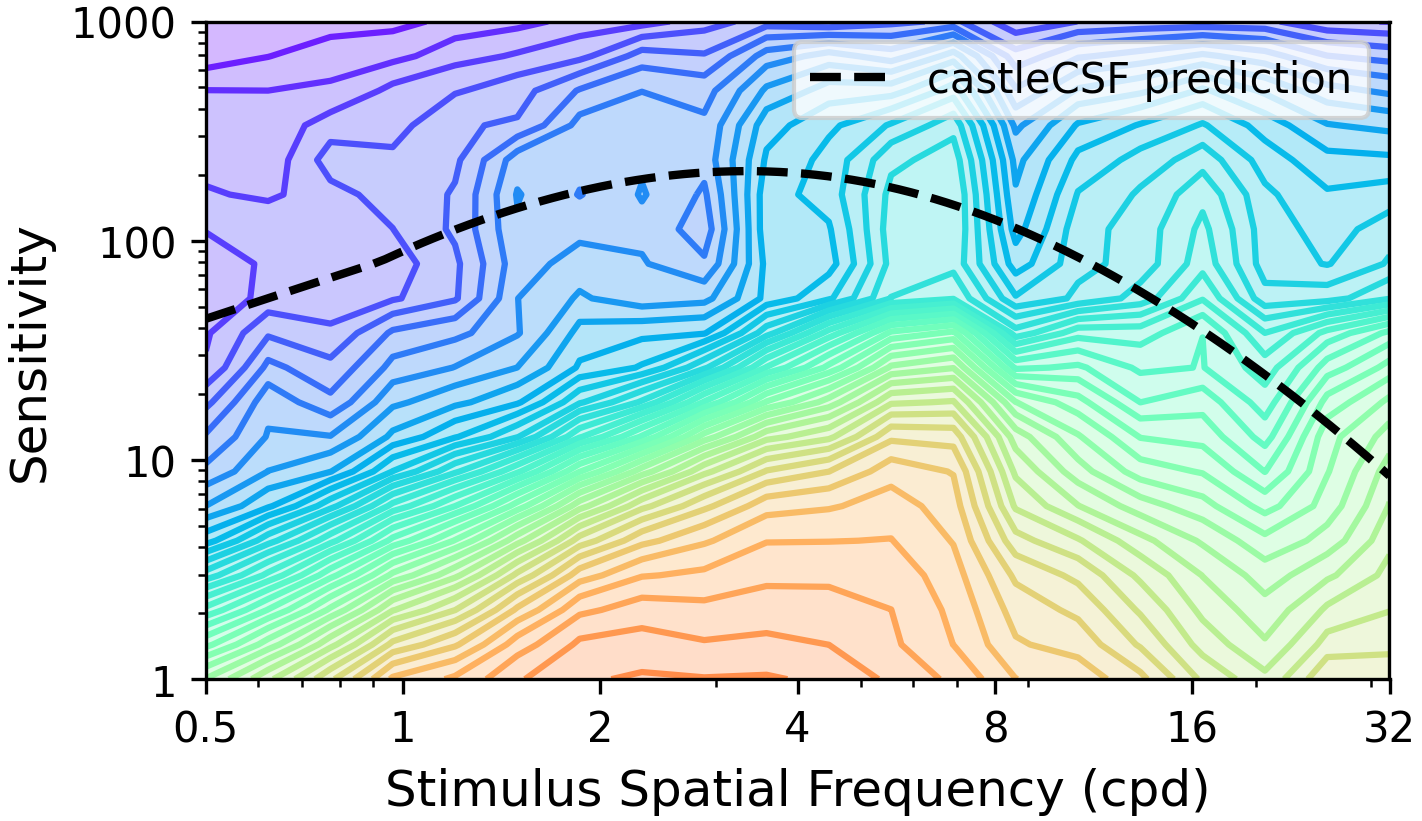 1000
100
10
1
Sensitivity
castleCSF prediction
0.5 1 2 4 8 16 32
Stimulus Spatial Frequency (cpd)